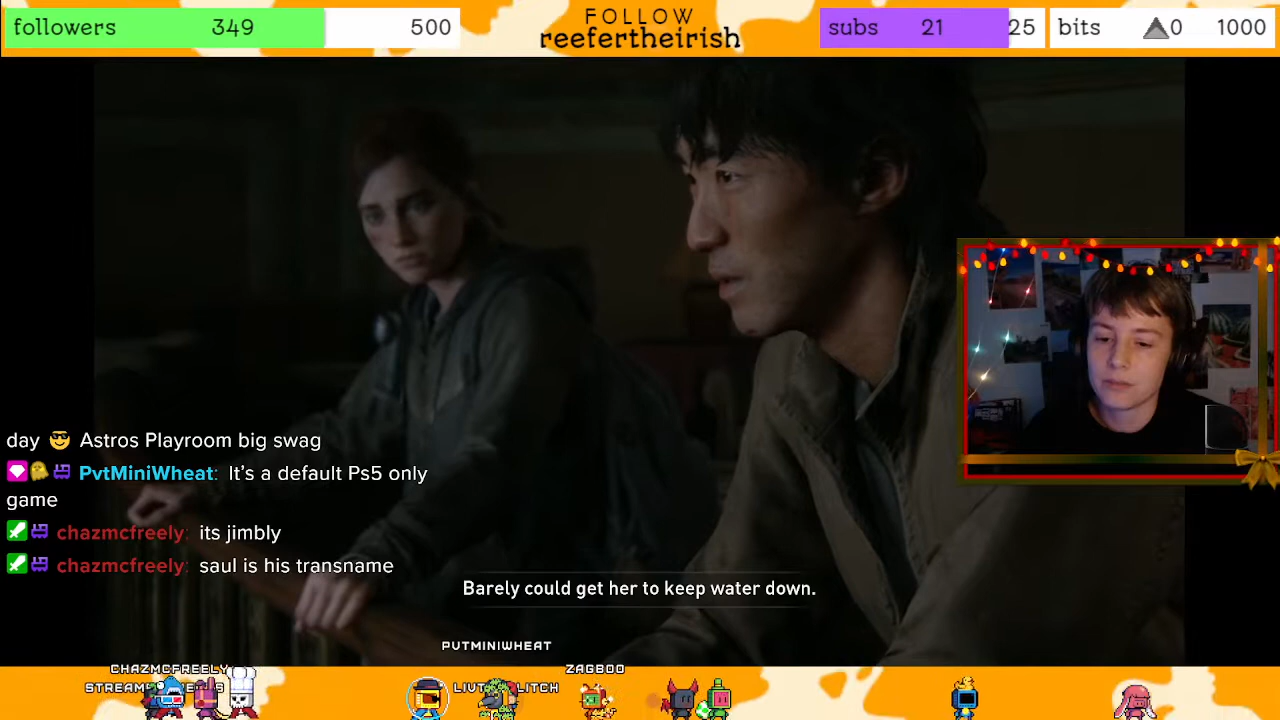 followers 349 500
FOLLOW
reefertheirish
subs 21 25
bits 0 1000
day 😎 Astros Playroom big swag
PvtMiniWheat: It's a default Ps5 only
game
chazmcfreely: its jimbly
chazmcfreely: saul is his transname
Barely could get her to keep water down.
PVTMINIWHEAT
CHAZMCFREELY
ZAGBOO